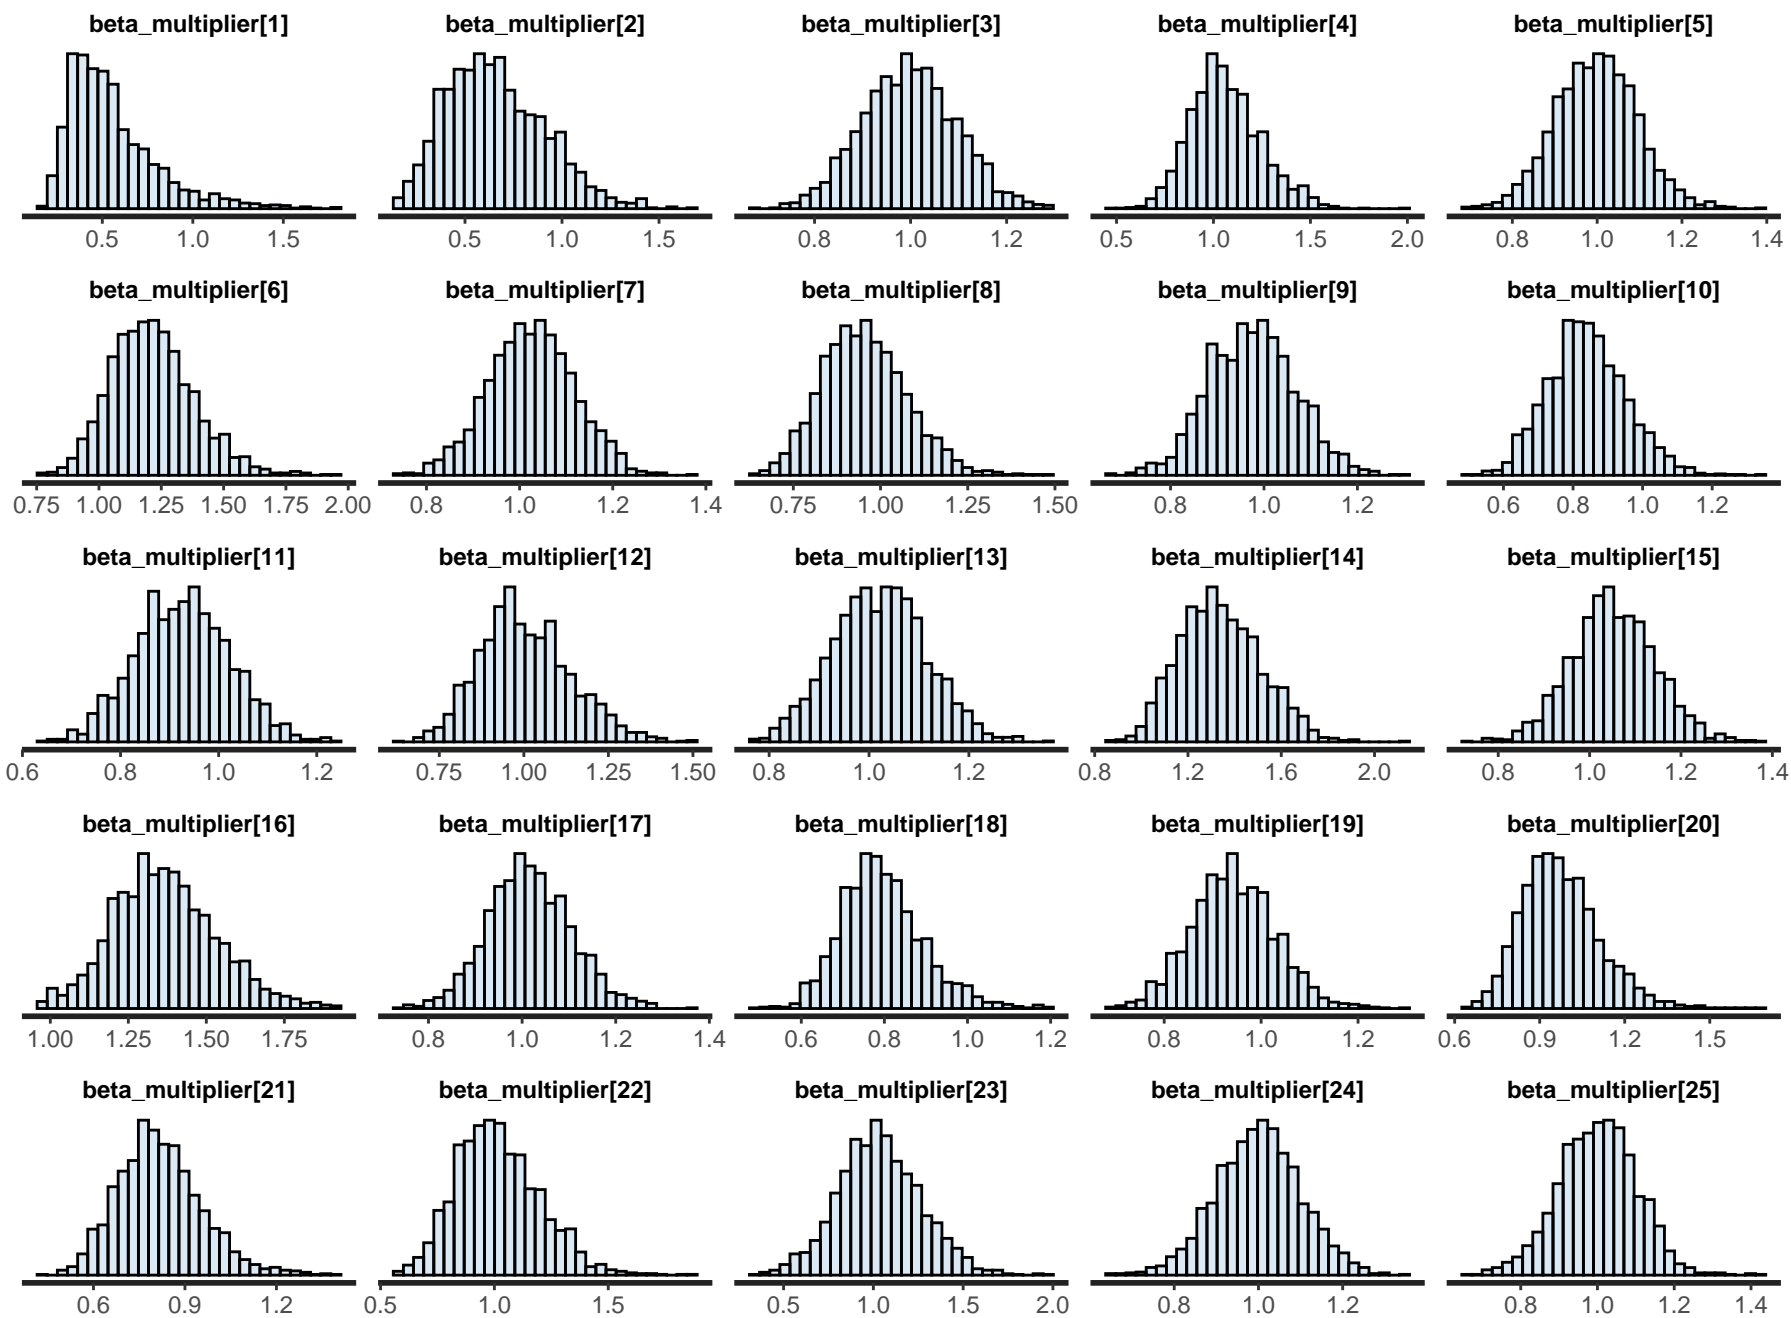 beta_multiplier[1] beta_multiplier[2] beta_multiplier[3] beta_multiplier[4] beta_multiplier[5]
0.5 1.0 1.5 0.5 1.0 1.5 0.8 1.0 1.2 0.5 1.0 1.5 2.0 0.8 1.0 1.2 1.4
beta_multiplier[6] beta_multiplier[7] beta_multiplier[8] beta_multiplier[9] beta_multiplier[10]
0.75 1.00 1.25 1.50 1.75 2.00 0.8 1.0 1.2 1.4 0.75 1.00 1.25 1.50 0.8 1.0 1.2 0.6 0.8 1.0 1.2
beta_multiplier[11] beta_multiplier[12] beta_multiplier[13] beta_multiplier[14] beta_multiplier[15]
0.6 0.8 1.0 1.2 0.75 1.00 1.25 1.50 0.8 1.0 1.2 0.8 1.2 1.6 2.0 0.8 1.0 1.2 1.4
beta_multiplier[16] beta_multiplier[17] beta_multiplier[18] beta_multiplier[19] beta_multiplier[20]
1.00 1.25 1.50 1.75 0.8 1.0 1.2 1.4 0.6 0.8 1.0 1.2 0.8 1.0 1.2 0.6 0.9 1.2 1.5
beta_multiplier[21] beta_multiplier[22] beta_multiplier[23] beta_multiplier[24] beta_multiplier[25]
0.6 0.9 1.2 0.5 1.0 1.5 0.5 1.0 1.5 2.0 0.8 1.0 1.2 0.8 1.0 1.2 1.4